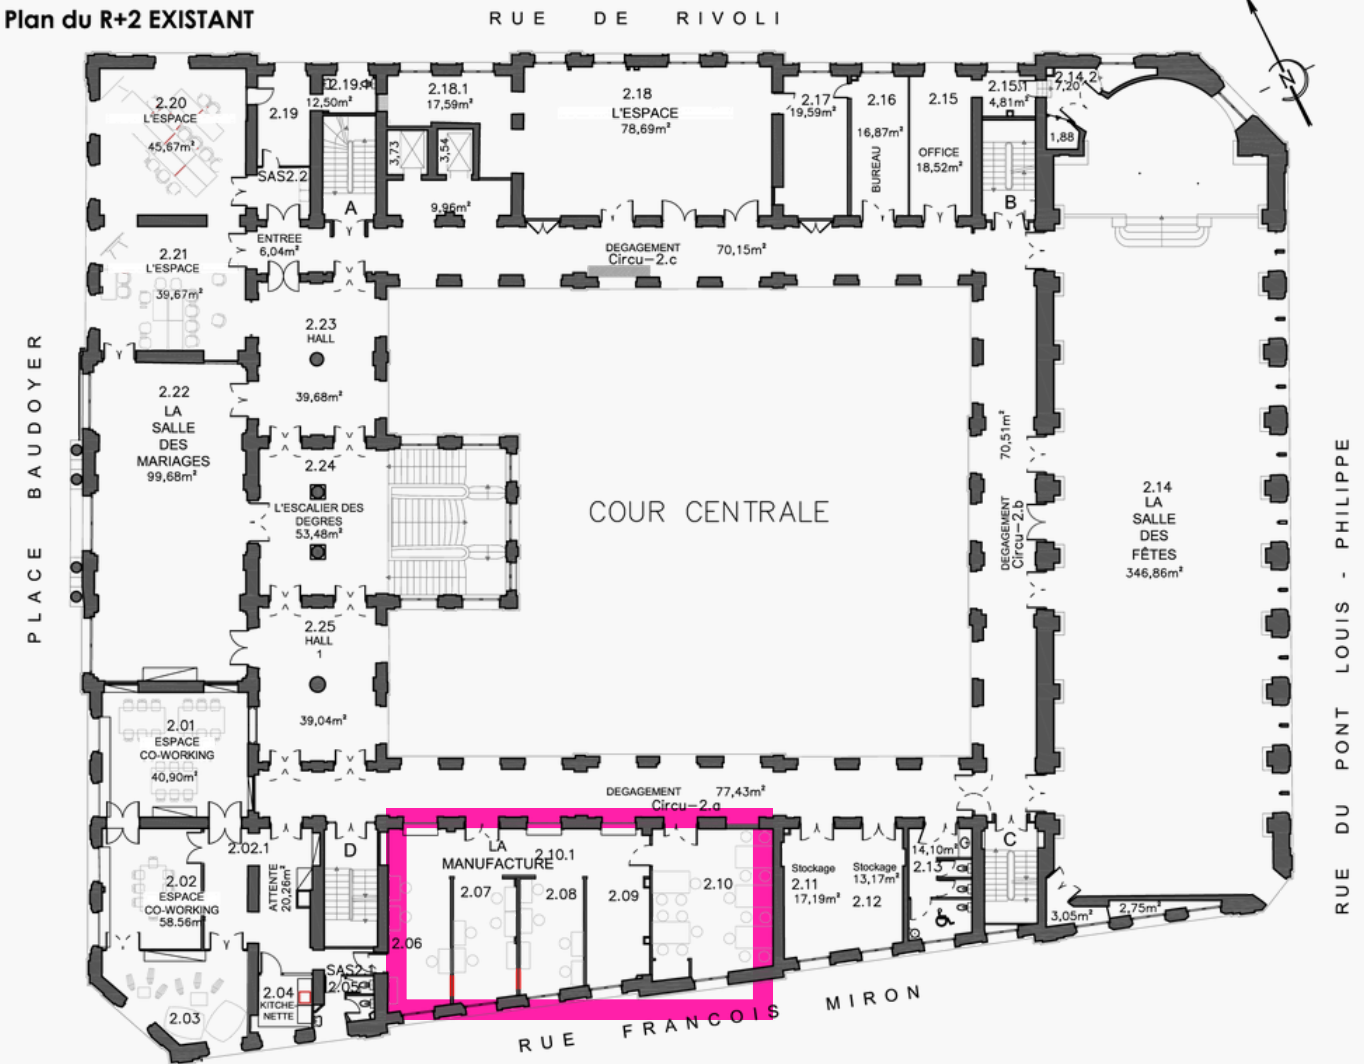 Plan du R+2 EXISTANT
RUE DE RIVOLI
N
2.20
L'ESPACE
45,67m²
2.19
12,50m²
SAS2.2
A
2.18.1
17,59m²
3,73
3,54
9,96m²
2.18
L'ESPACE
78,69m²
2.17
19,59m²
2.16
16,87m²
BUREAU
2.15
OFFICE
18,52m²
2.15.1
4,81m²
B
2.14.2
7,20
1,88
2.21
L'ESPACE
39,67m²
ENTREE
6,04m²
DEGAGEMENT
70,15m²
Circu-2.c
2.23
HALL
39,68m²
PLACE BAUDOYER
2.22
LA
SALLE
DES
MARIAGES
99,68m²
2.24
L'ESCALIER DES
DEGRES
53,48m²
COUR CENTRALE
70,51m²
DEGAGEMENT
Circu-2.b
2.14
LA
SALLE
DES
FÊTES
346,86m²
RUE DU PONT LOUIS - PHILIPPE
2.25
HALL
1
39,04m²
2.01
ESPACE
CO-WORKING
40,90m²
DEGAGEMENT
77,43m²
Circu-2.a
2.02.1
ATTENTE
20,26m²
D
2.02
ESPACE
CO-WORKING
58.56m²
2.03
2.04
KITCHE
NETTE
2.05
2.06
LA
MANUFACTURE
2.10.1
2.07
2.08
2.09
2.10
Stockage
2.11
17,19m²
Stockage
13,17m²
2.12
14,10m²
2.13
C
3,05m²
2,75m²
RUE FRANCOIS MIRON